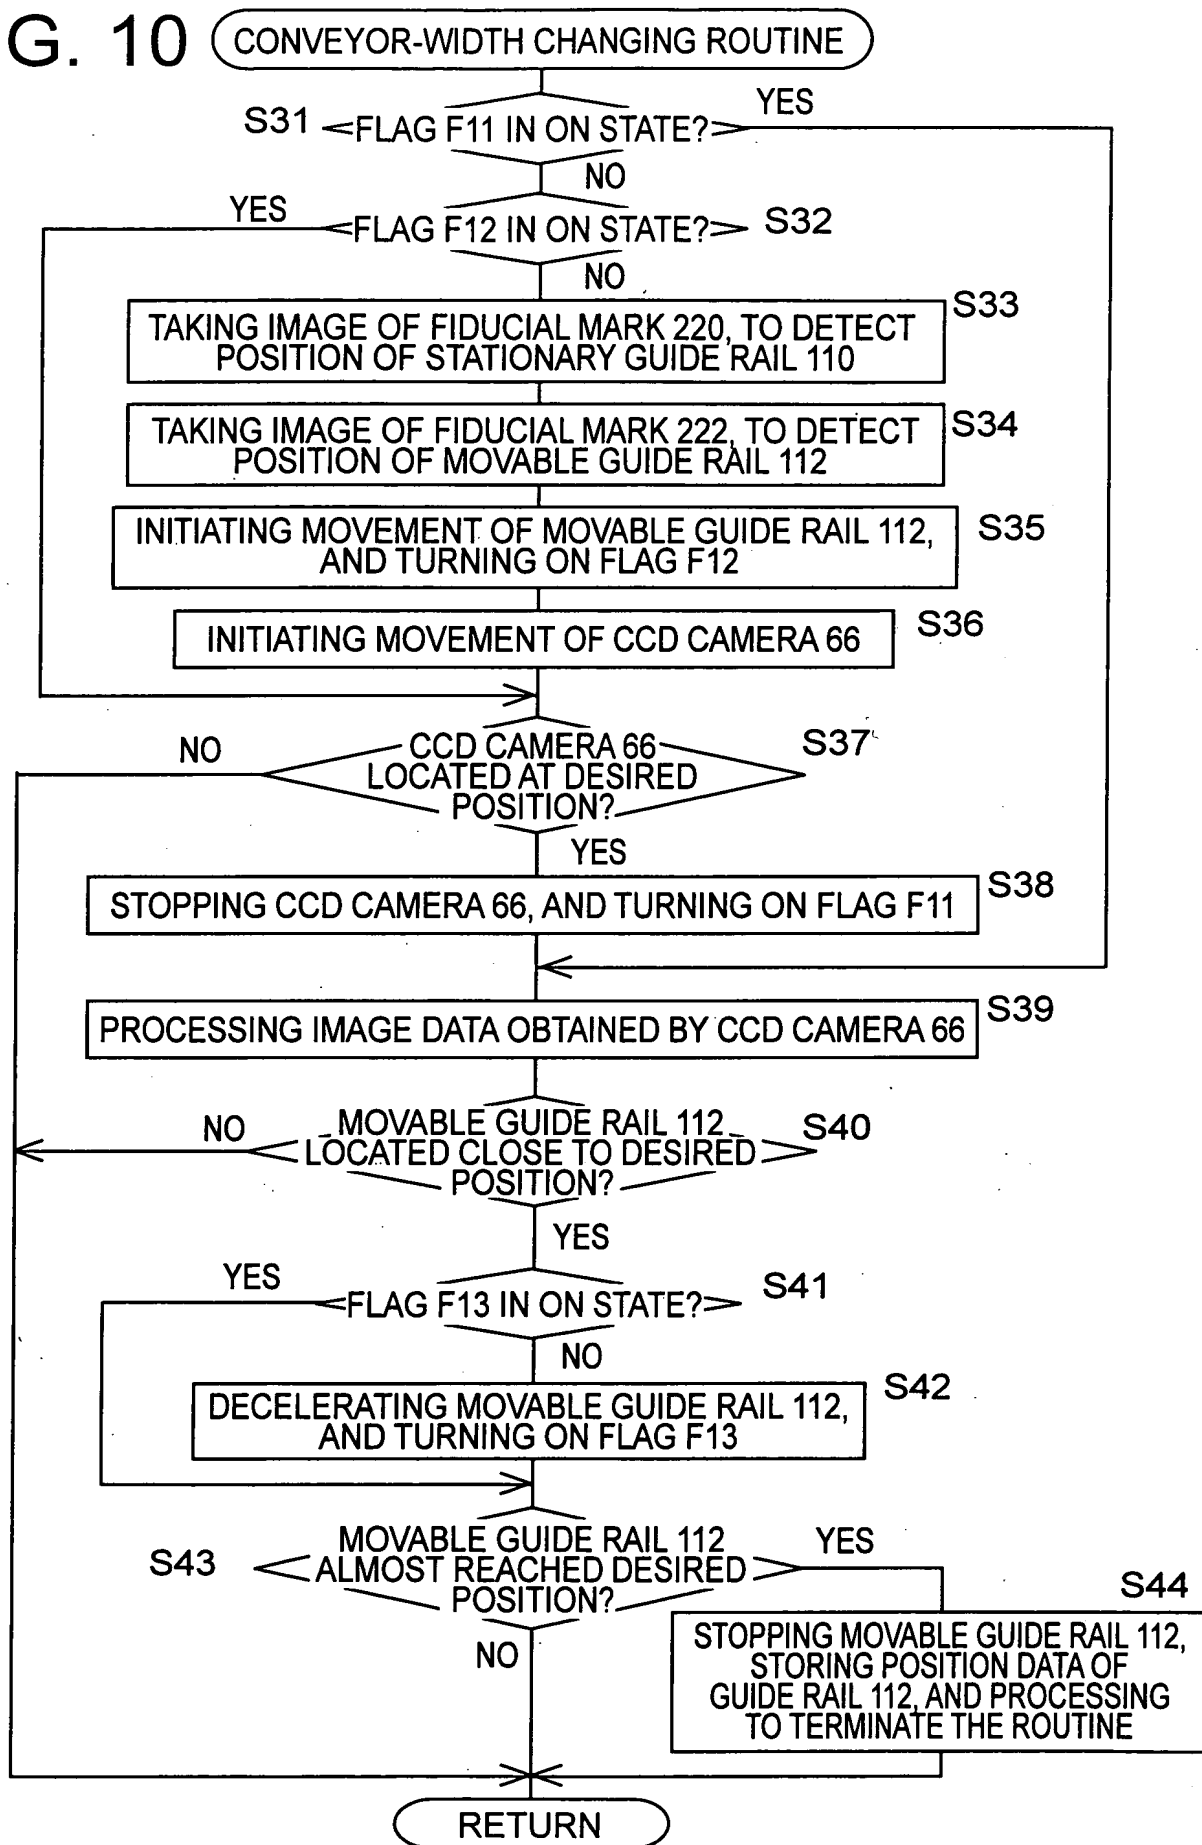 G. 10
CONVEYOR-WIDTH CHANGING ROUTINE
S31
FLAG F11 IN ON STATE?
YES
NO
YES
FLAG F12 IN ON STATE?
S32
NO
S33
TAKING IMAGE OF FIDUCIAL MARK 220, TO DETECT
POSITION OF STATIONARY GUIDE RAIL 110
S34
TAKING IMAGE OF FIDUCIAL MARK 222, TO DETECT
POSITION OF MOVABLE GUIDE RAIL 112
S35
INITIATING MOVEMENT OF MOVABLE GUIDE RAIL 112,
AND TURNING ON FLAG F12
S36
INITIATING MOVEMENT OF CCD CAMERA 66
NO
CCD CAMERA 66
LOCATED AT DESIRED
POSITION?
S37
YES
S38
STOPPING CCD CAMERA 66, AND TURNING ON FLAG F11
S39
PROCESSING IMAGE DATA OBTAINED BY CCD CAMERA 66
NO
MOVABLE GUIDE RAIL 112
LOCATED CLOSE TO DESIRED
POSITION?
S40
YES
YES
FLAG F13 IN ON STATE?
S41
NO
S42
DECELERATING MOVABLE GUIDE RAIL 112,
AND TURNING ON FLAG F13
S43
MOVABLE GUIDE RAIL 112
ALMOST REACHED DESIRED
POSITION?
YES
NO
S44
STOPPING MOVABLE GUIDE RAIL 112,
STORING POSITION DATA OF
GUIDE RAIL 112, AND PROCESSING
TO TERMINATE THE ROUTINE
RETURN